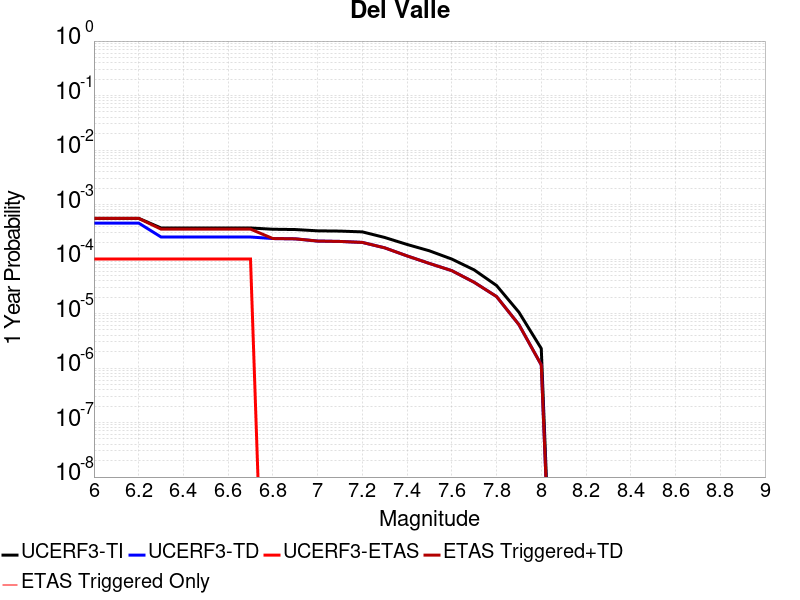 Del Valle
1 Year Probability
10^0
10^-1
10^-2
10^-3
10^-4
10^-5
10^-6
10^-7
10^-8
6 6.2 6.4 6.6 6.8 7 7.2 7.4 7.6 7.8 8 8.2 8.4 8.6 8.8 9
Magnitude
UCERF3-TI UCERF3-TD UCERF3-ETAS ETAS Triggered+TD
ETAS Triggered Only